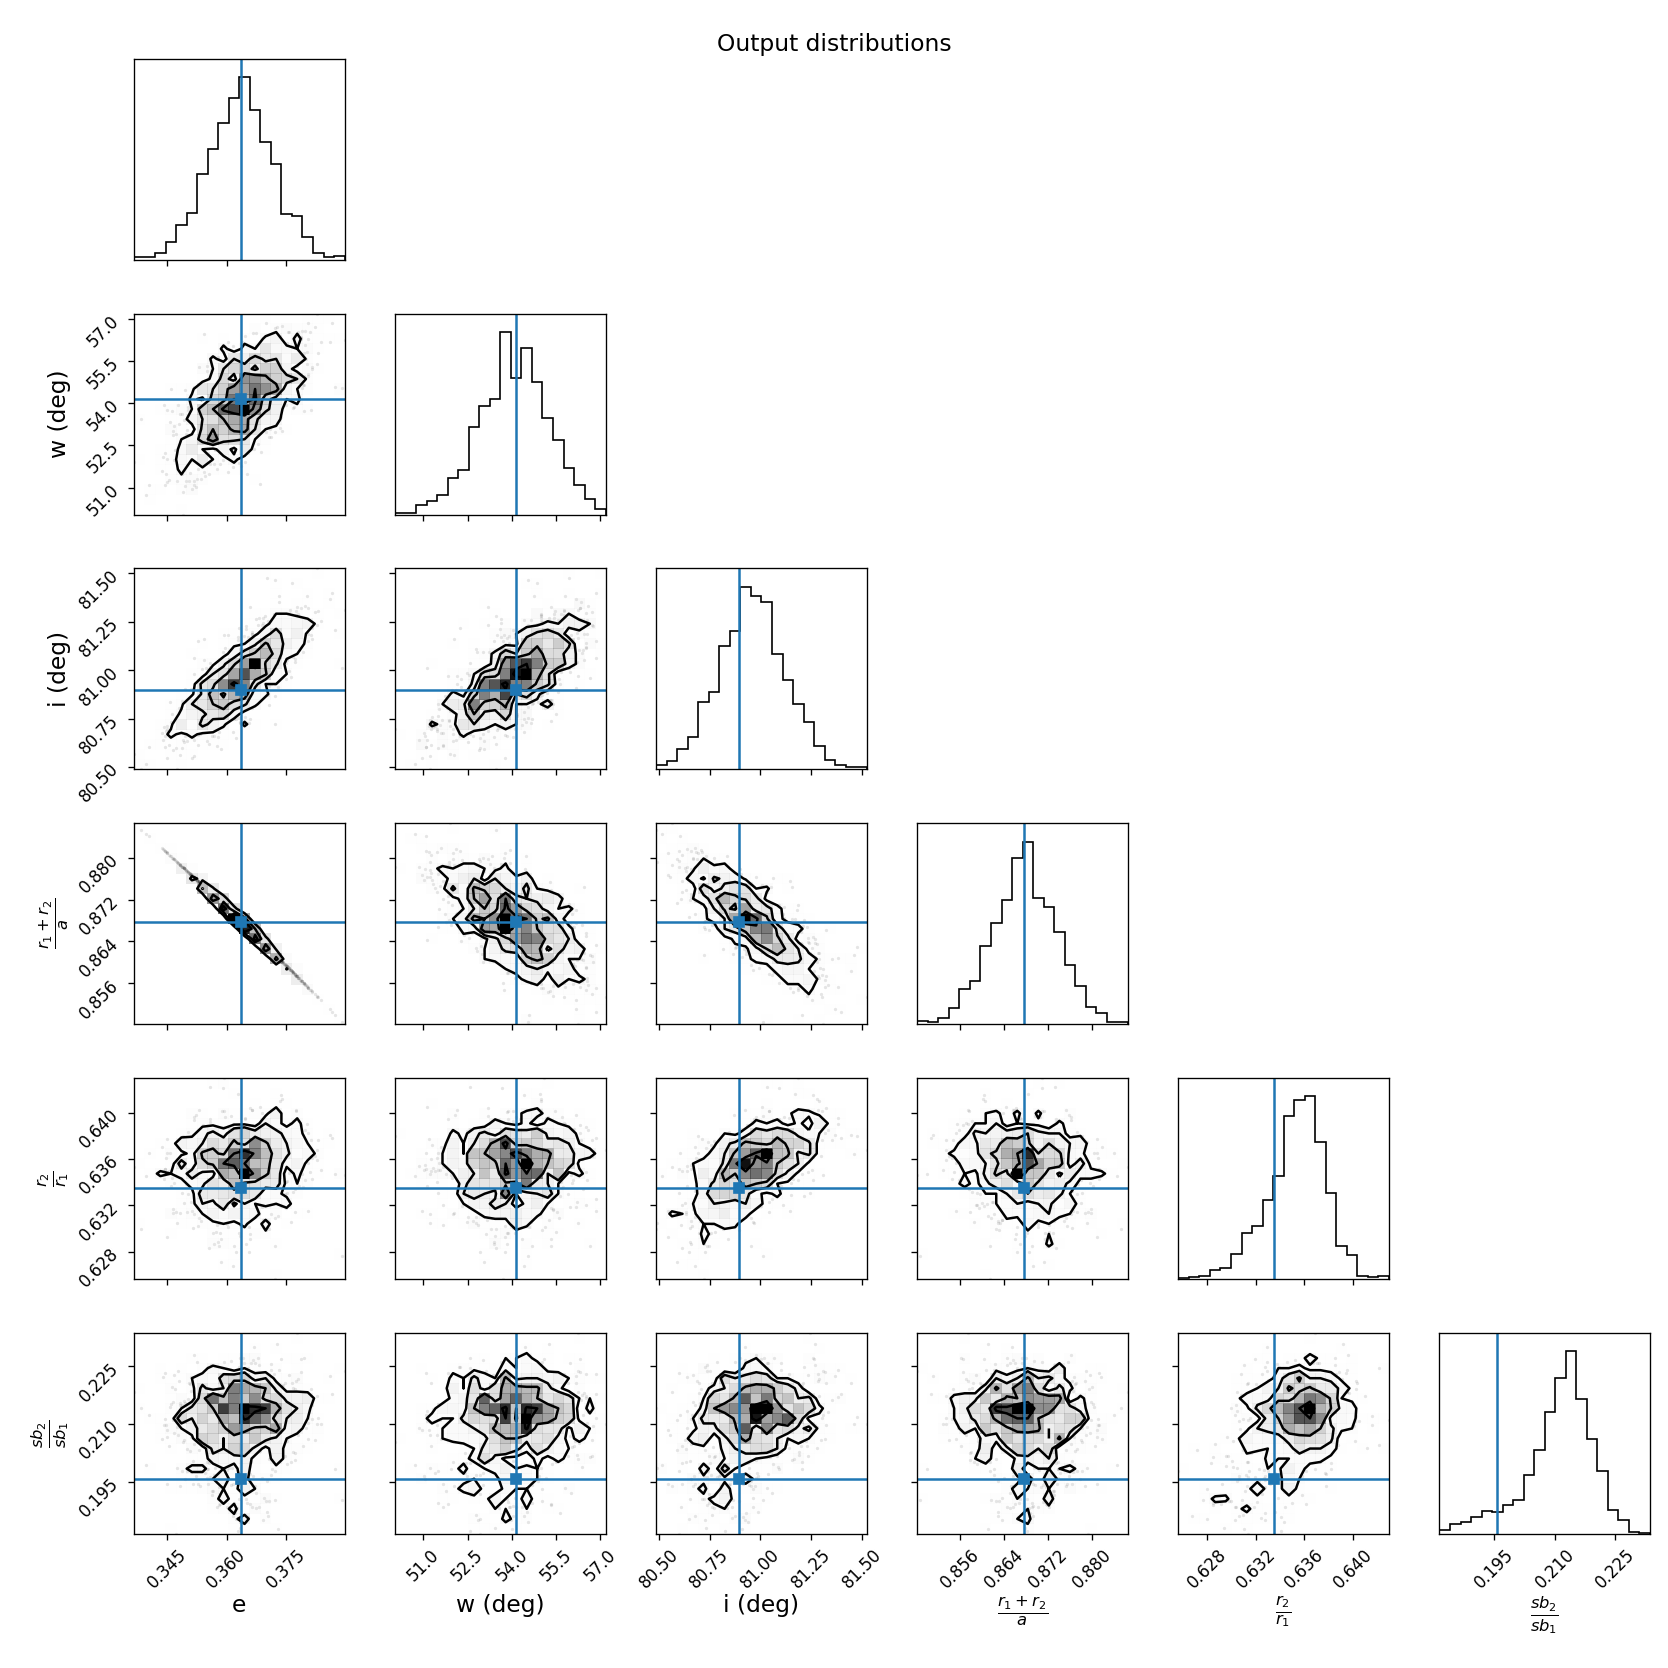 Output distributions
57.0
55.5
54.0
52.5
51.0
w (deg)
81.50
81.25
81.00
80.75
80.50
i (deg)
0.880
0.872
0.864
0.856
r₁ + r₂
a
0.640
0.636
0.632
0.628
r₂
r₁
0.225
0.210
0.195
sb₂
sb₁
0.345 0.360 0.375
51.0 52.5 54.0 55.5 57.0
80.50 80.75 81.00 81.25 81.50
0.856 0.864 0.872 0.880
0.628 0.632 0.636 0.640
0.195 0.210 0.225
e
w (deg)
i (deg)
r₁ + r₂
a
r₂
r₁
sb₂
sb₁